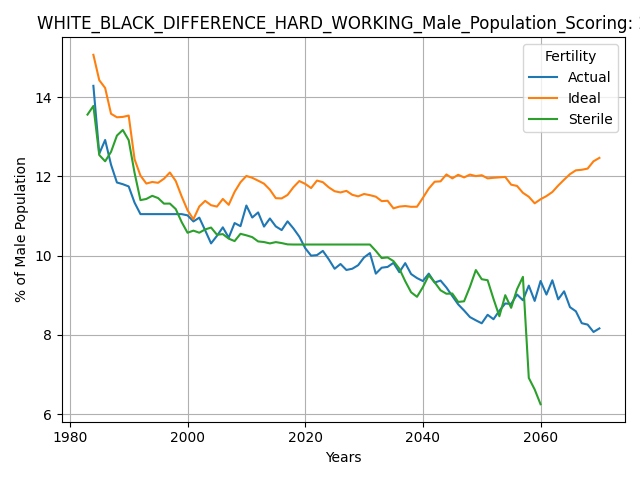 WHITE_BLACK_DIFFERENCE_HARD_WORKING_Male_Population_Scoring:
Fertility
Actual
Ideal
Sterile
% of Male Population
14
12
10
8
6
1980
2000
2020
2040
2060
Years